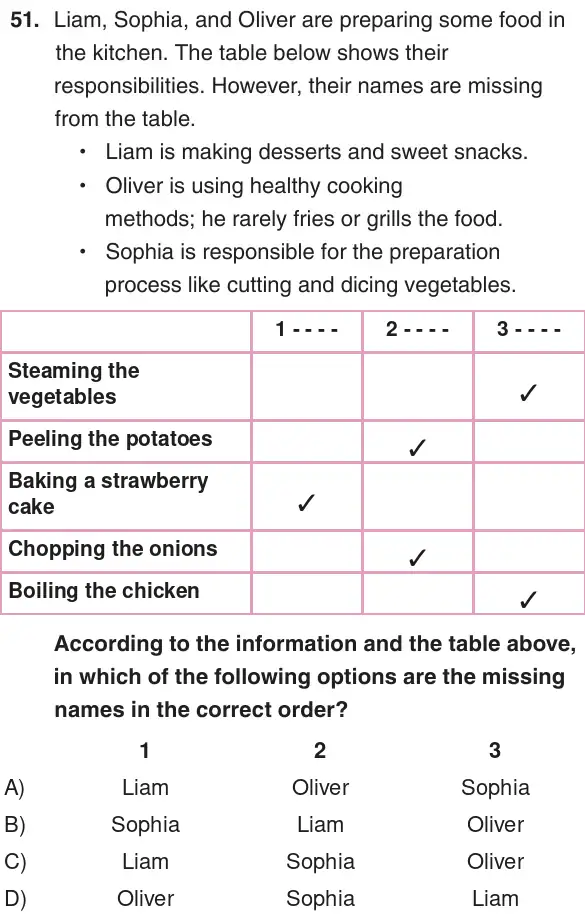 51. Liam, Sophia, and Oliver are preparing some food in
the kitchen. The table below shows their
responsibilities. However, their names are missing
from the table.
• Liam is making desserts and sweet snacks.
• Oliver is using healthy cooking
methods; he rarely fries or grills the food.
• Sophia is responsible for the preparation
process like cutting and dicing vegetables.
1 - - - - 2 - - - - 3 - - - -
Steaming the
vegetables ✓
Peeling the potatoes ✓
Baking a strawberry
cake ✓
Chopping the onions ✓
Boiling the chicken ✓
According to the information and the table above,
in which of the following options are the missing
names in the correct order?
1 2 3
A) Liam Oliver Sophia
B) Sophia Liam Oliver
C) Liam Sophia Oliver
D) Oliver Sophia Liam